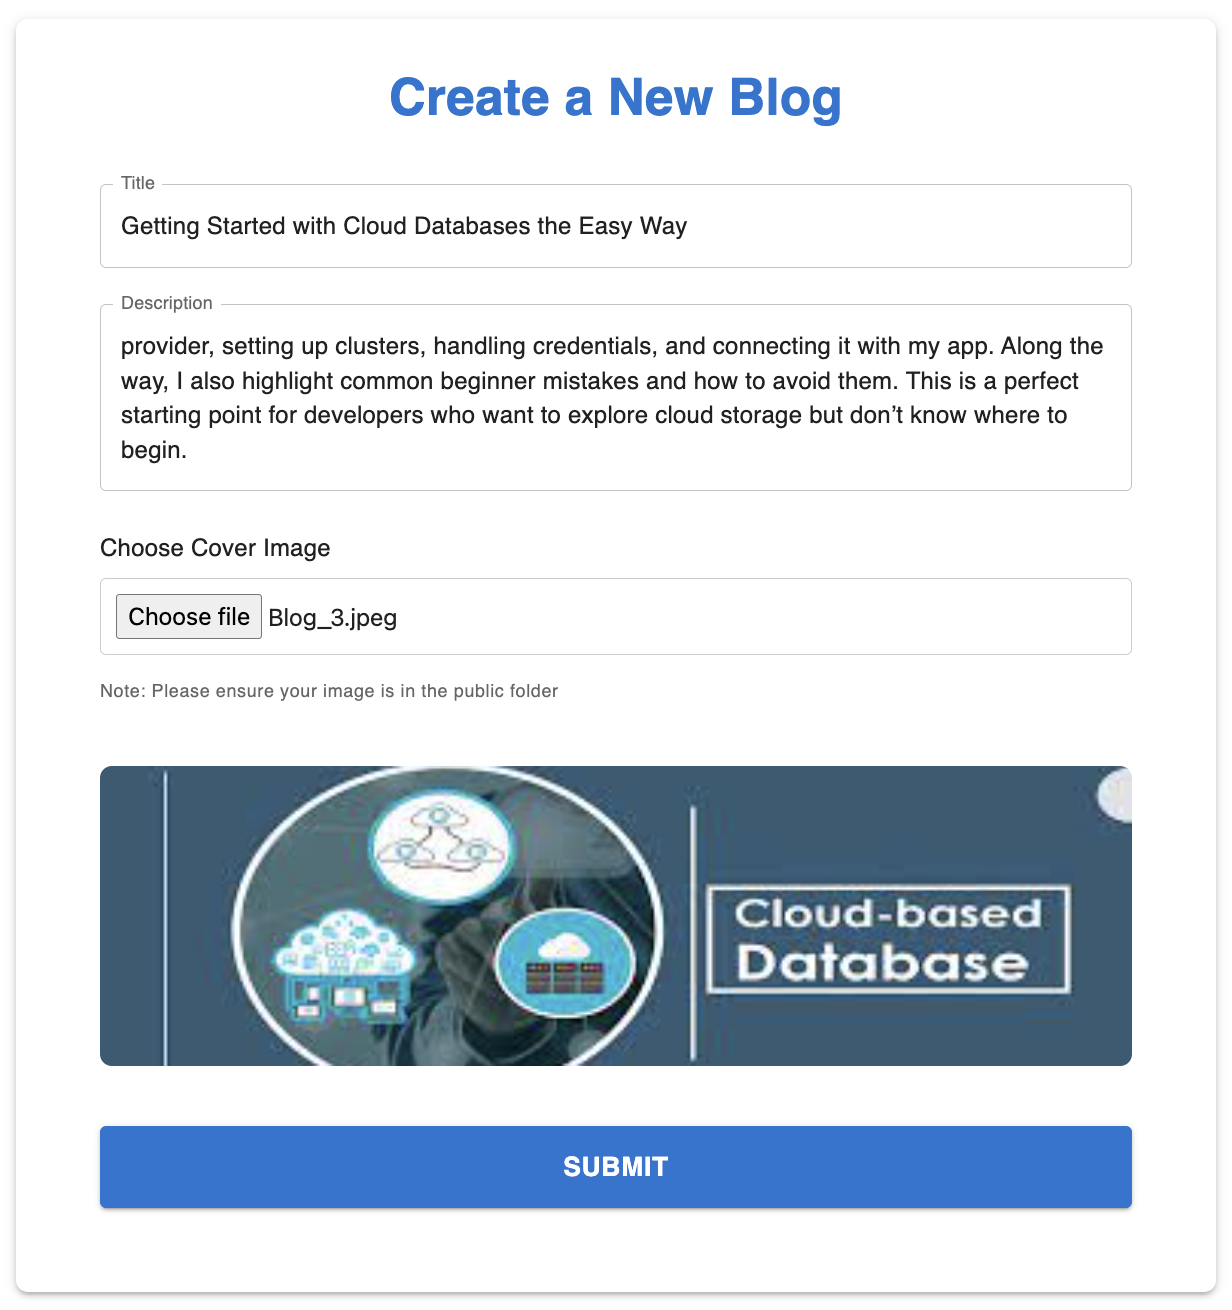 Create a New Blog
Title
Getting Started with Cloud Databases the Easy Way
Description
provider, setting up clusters, handling credentials, and connecting it with my app. Along the
way, I also highlight common beginner mistakes and how to avoid them. This is a perfect
starting point for developers who want to explore cloud storage but don’t know where to
begin.
Choose Cover Image
Choose file Blog_3.jpeg
Note: Please ensure your image is in the public folder
Cloud-based
Database
SUBMIT